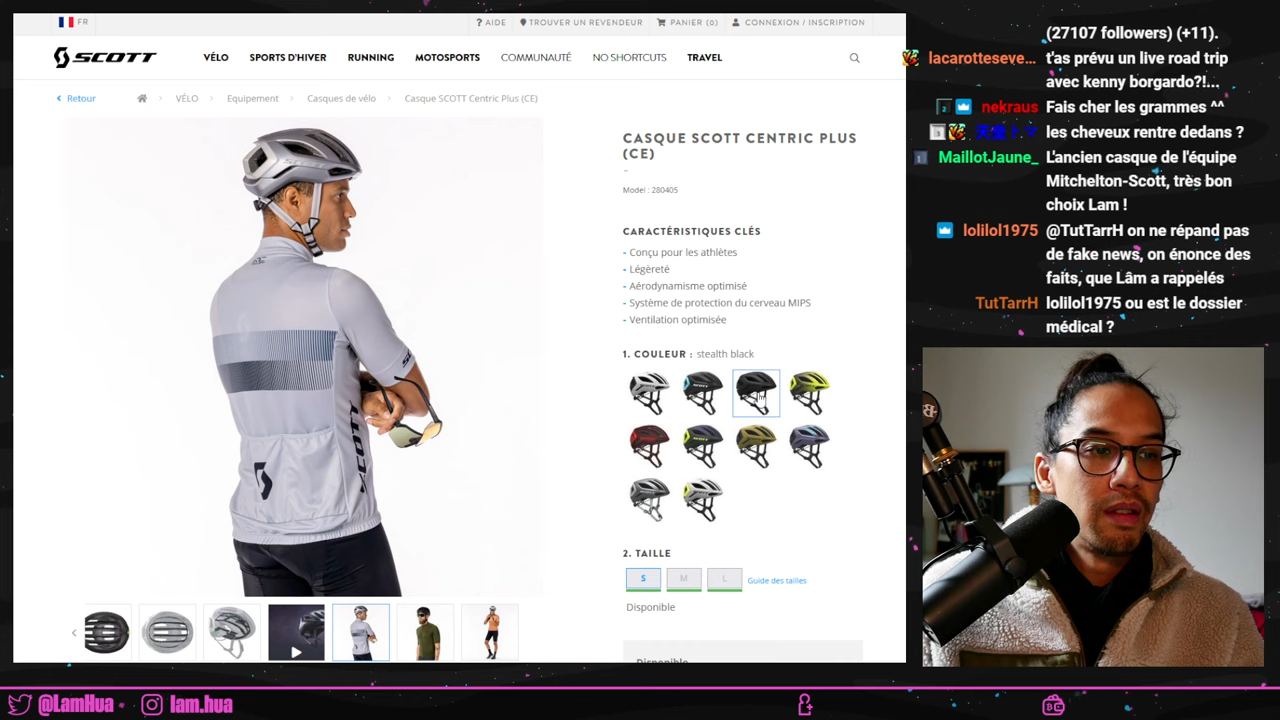 FR
AIDE
TROUVER UN REVENDEUR
PANIER (0)
CONNEXION / INSCRIPTION
SCOTT
VÉLO
SPORTS D'HIVER
RUNNING
MOTOSPORTS
COMMUNAUTÉ
NO SHORTCUTS
TRAVEL
Retour
VÉLO
Equipement
Casques de vélo
Casque SCOTT Centric Plus (CE)
CASQUE SCOTT CENTRIC PLUS
(CE)
-
Model : 280405
CARACTÉRISTIQUES CLÉS
- Conçu pour les athlètes
- Légèreté
- Aérodynamisme optimisé
- Système de protection du cerveau MIPS
- Ventilation optimisée
1. COULEUR : stealth black
2. TAILLE
S M L Guide des tailles
Disponible
Disponible
SCOTT
(27107 followers) (+11).
lacarotteseve... t'as prévu un live road trip
avec kenny borgardo?!...
nekraus Fais cher les grammes ^^
les cheveux rentre dedans ?
MaillotJaune_ L'ancien casque de l'équipe
Mitchelton-Scott, très bon
choix Lam !
lolilol1975 @TutTarrH on ne répand pas
de fake news, on énonce des
faits, que Lâm a rappelés
TutTarrH lolilol1975 ou est le dossier
médical ?
@LamHua
lam.hua